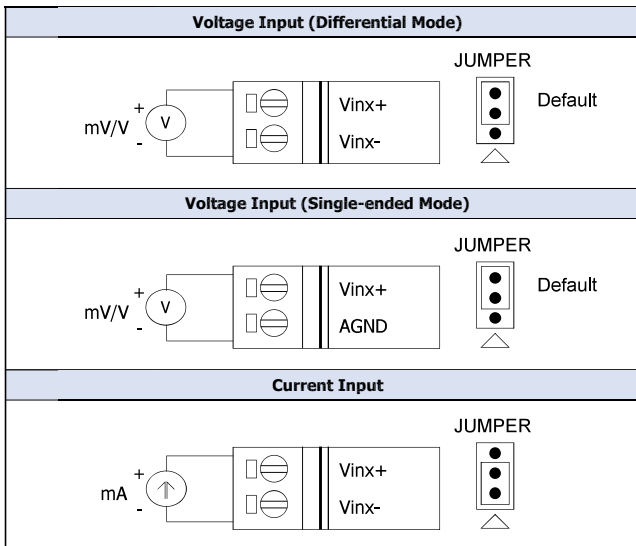 Voltage Input (Differential Mode)
JUMPER
+
mV/V
-
V
Vinx+
Vinx-
Default
Voltage Input (Single-ended Mode)
JUMPER
+
mV/V
-
V
Vinx+
AGND
Default
Current Input
JUMPER
+
mA
-
Vinx+
Vinx-